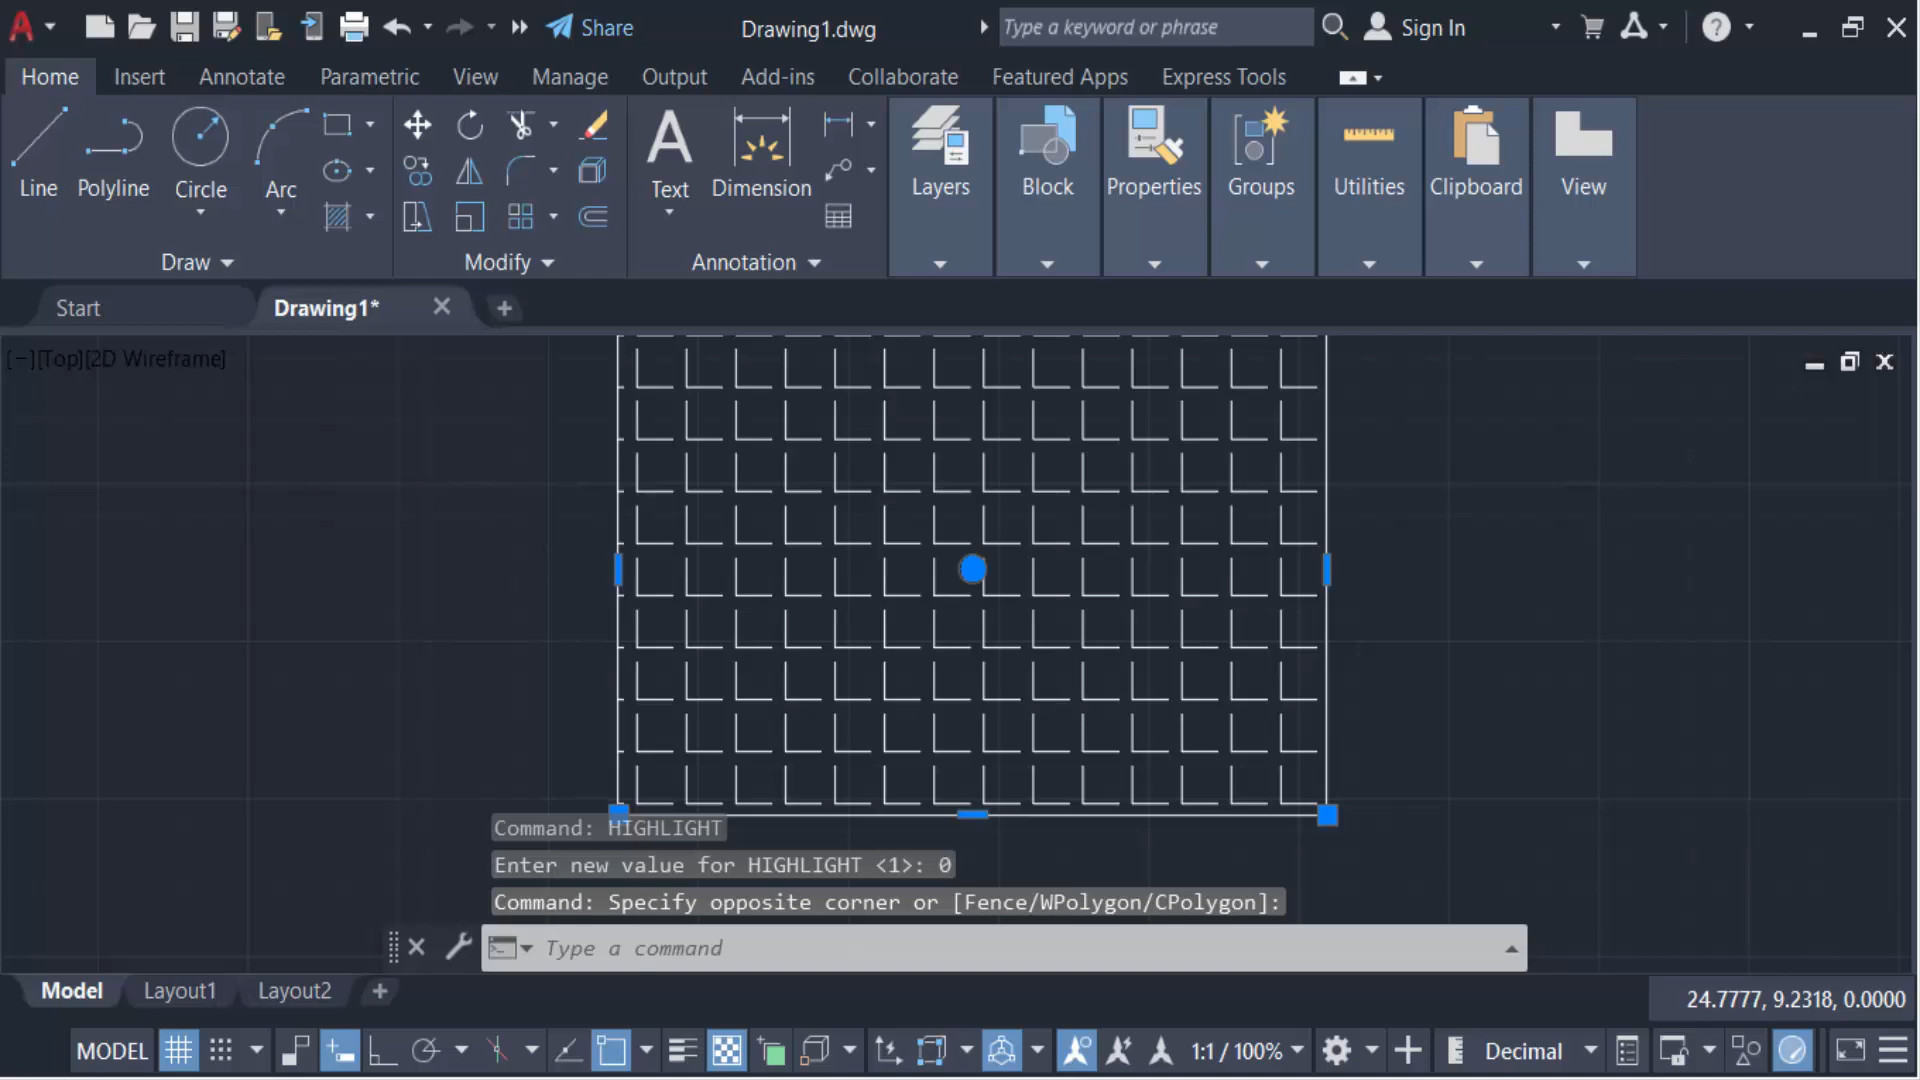 Share
Drawing1.dwg
Type a keyword or phrase
Sign In
Home
Insert
Annotate
Parametric
View
Manage
Output
Add-ins
Collaborate
Featured Apps
Express Tools
Line
Polyline
Circle
Arc
Text
Dimension
Layers
Block
Properties
Groups
Utilities
Clipboard
View
Draw
Modify
Annotation
Start
Drawing1*
[−][Top][2D Wireframe]
Command: HIGHLIGHT
Enter new value for HIGHLIGHT <1>: 0
Command: Specify opposite corner or [Fence/WPolygon/CPolygon]:
Type a command
Model
Layout1
Layout2
24.7777, 9.2318, 0.0000
MODEL
1:1 / 100%
Decimal